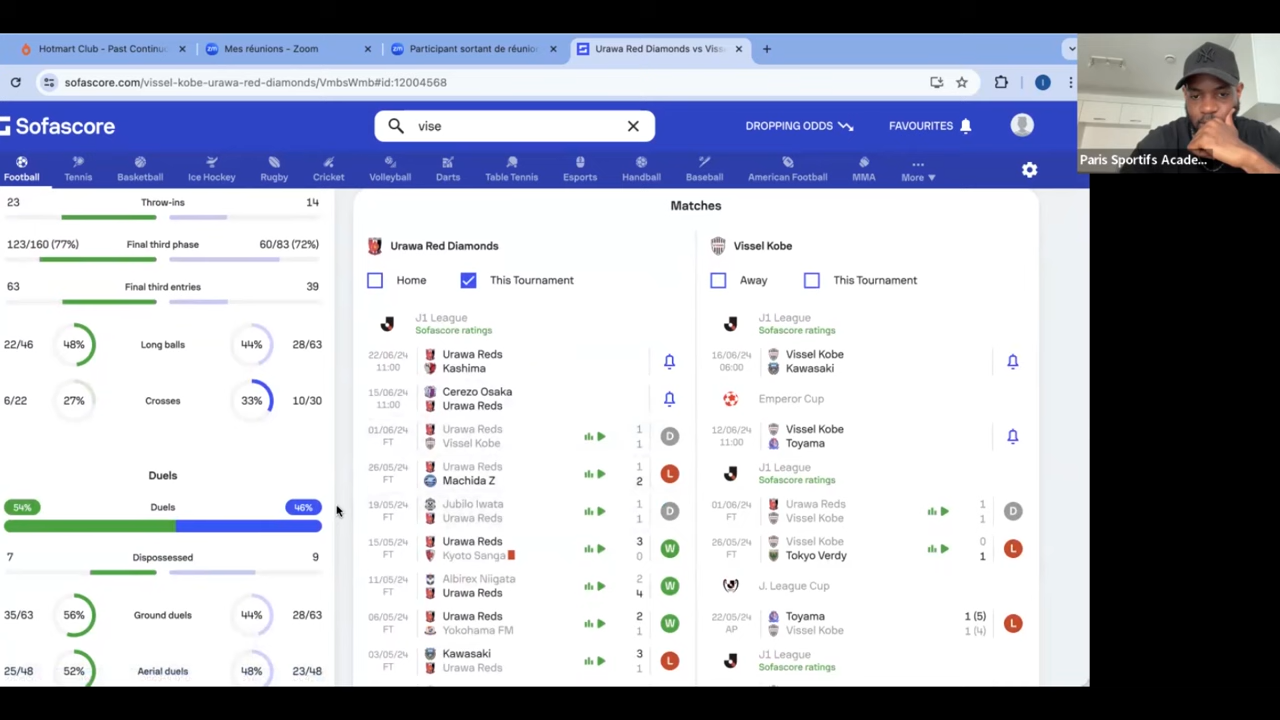 Hotmart Club - Past Continu
Mes réunions - Zoom
Participant sortant de réunio
Urawa Red Diamonds vs Visse
sofascore.com/vissel-kobe-urawa-red-diamonds/VmbsWmb#id:12004568
I
Sofascore
vise
DROPPING ODDS
FAVOURITES
Paris Sportifs Acade...
Football
Tennis
Basketball
Ice Hockey
Rugby
Cricket
Volleyball
Darts
Table Tennis
Esports
Handball
Baseball
American Football
MMA
More
23 Throw-ins 14
123/160 (77%) Final third phase 60/83 (72%)
63 Final third entries 39
22/46 48% Long balls 44% 28/63
6/22 27% Crosses 33% 10/30
Duels
54% Duels 46%
7 Dispossessed 9
35/63 56% Ground duels 44% 28/63
25/48 52% Aerial duels 48% 23/48
Matches
Urawa Red Diamonds
Home This Tournament
J1 League
Sofascore ratings
22/06/24 Urawa Reds
11:00 Kashima
15/06/24 Cerezo Osaka
11:00 Urawa Reds
01/06/24 Urawa Reds 1
FT Vissel Kobe 1 D
26/05/24 Urawa Reds 1
FT Machida Z 2 L
19/05/24 Jubilo Iwata 1
FT Urawa Reds 1 D
15/05/24 Urawa Reds 3
FT Kyoto Sanga 0 W
11/05/24 Albirex Niigata 2
FT Urawa Reds 4 W
06/05/24 Urawa Reds 2
FT Yokohama FM 1 W
03/05/24 Kawasaki 3
FT Urawa Reds 1 L
Vissel Kobe
Away This Tournament
J1 League
Sofascore ratings
16/06/24 Vissel Kobe
06:00 Kawasaki
Emperor Cup
12/06/24 Vissel Kobe
11:00 Toyama
J1 League
Sofascore ratings
01/06/24 Urawa Reds 1
FT Vissel Kobe 1 D
26/05/24 Vissel Kobe 0
FT Tokyo Verdy 1 L
J. League Cup
22/05/24 Toyama 1 (5)
AP Vissel Kobe 1 (4) L
J1 League
Sofascore ratings